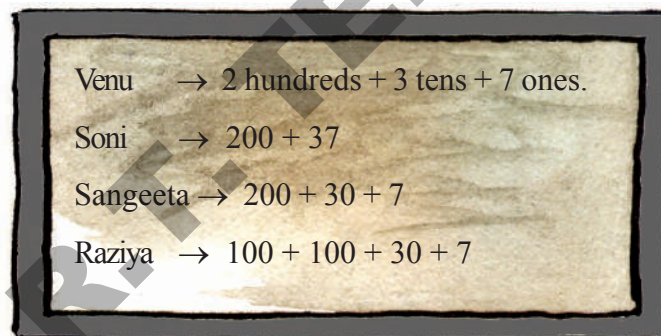 Venu → 2 hundreds + 3 tens + 7 ones.
Soni → 200 + 37
Sangeeta → 200 + 30 + 7
Raziya → 100 + 100 + 30 + 7